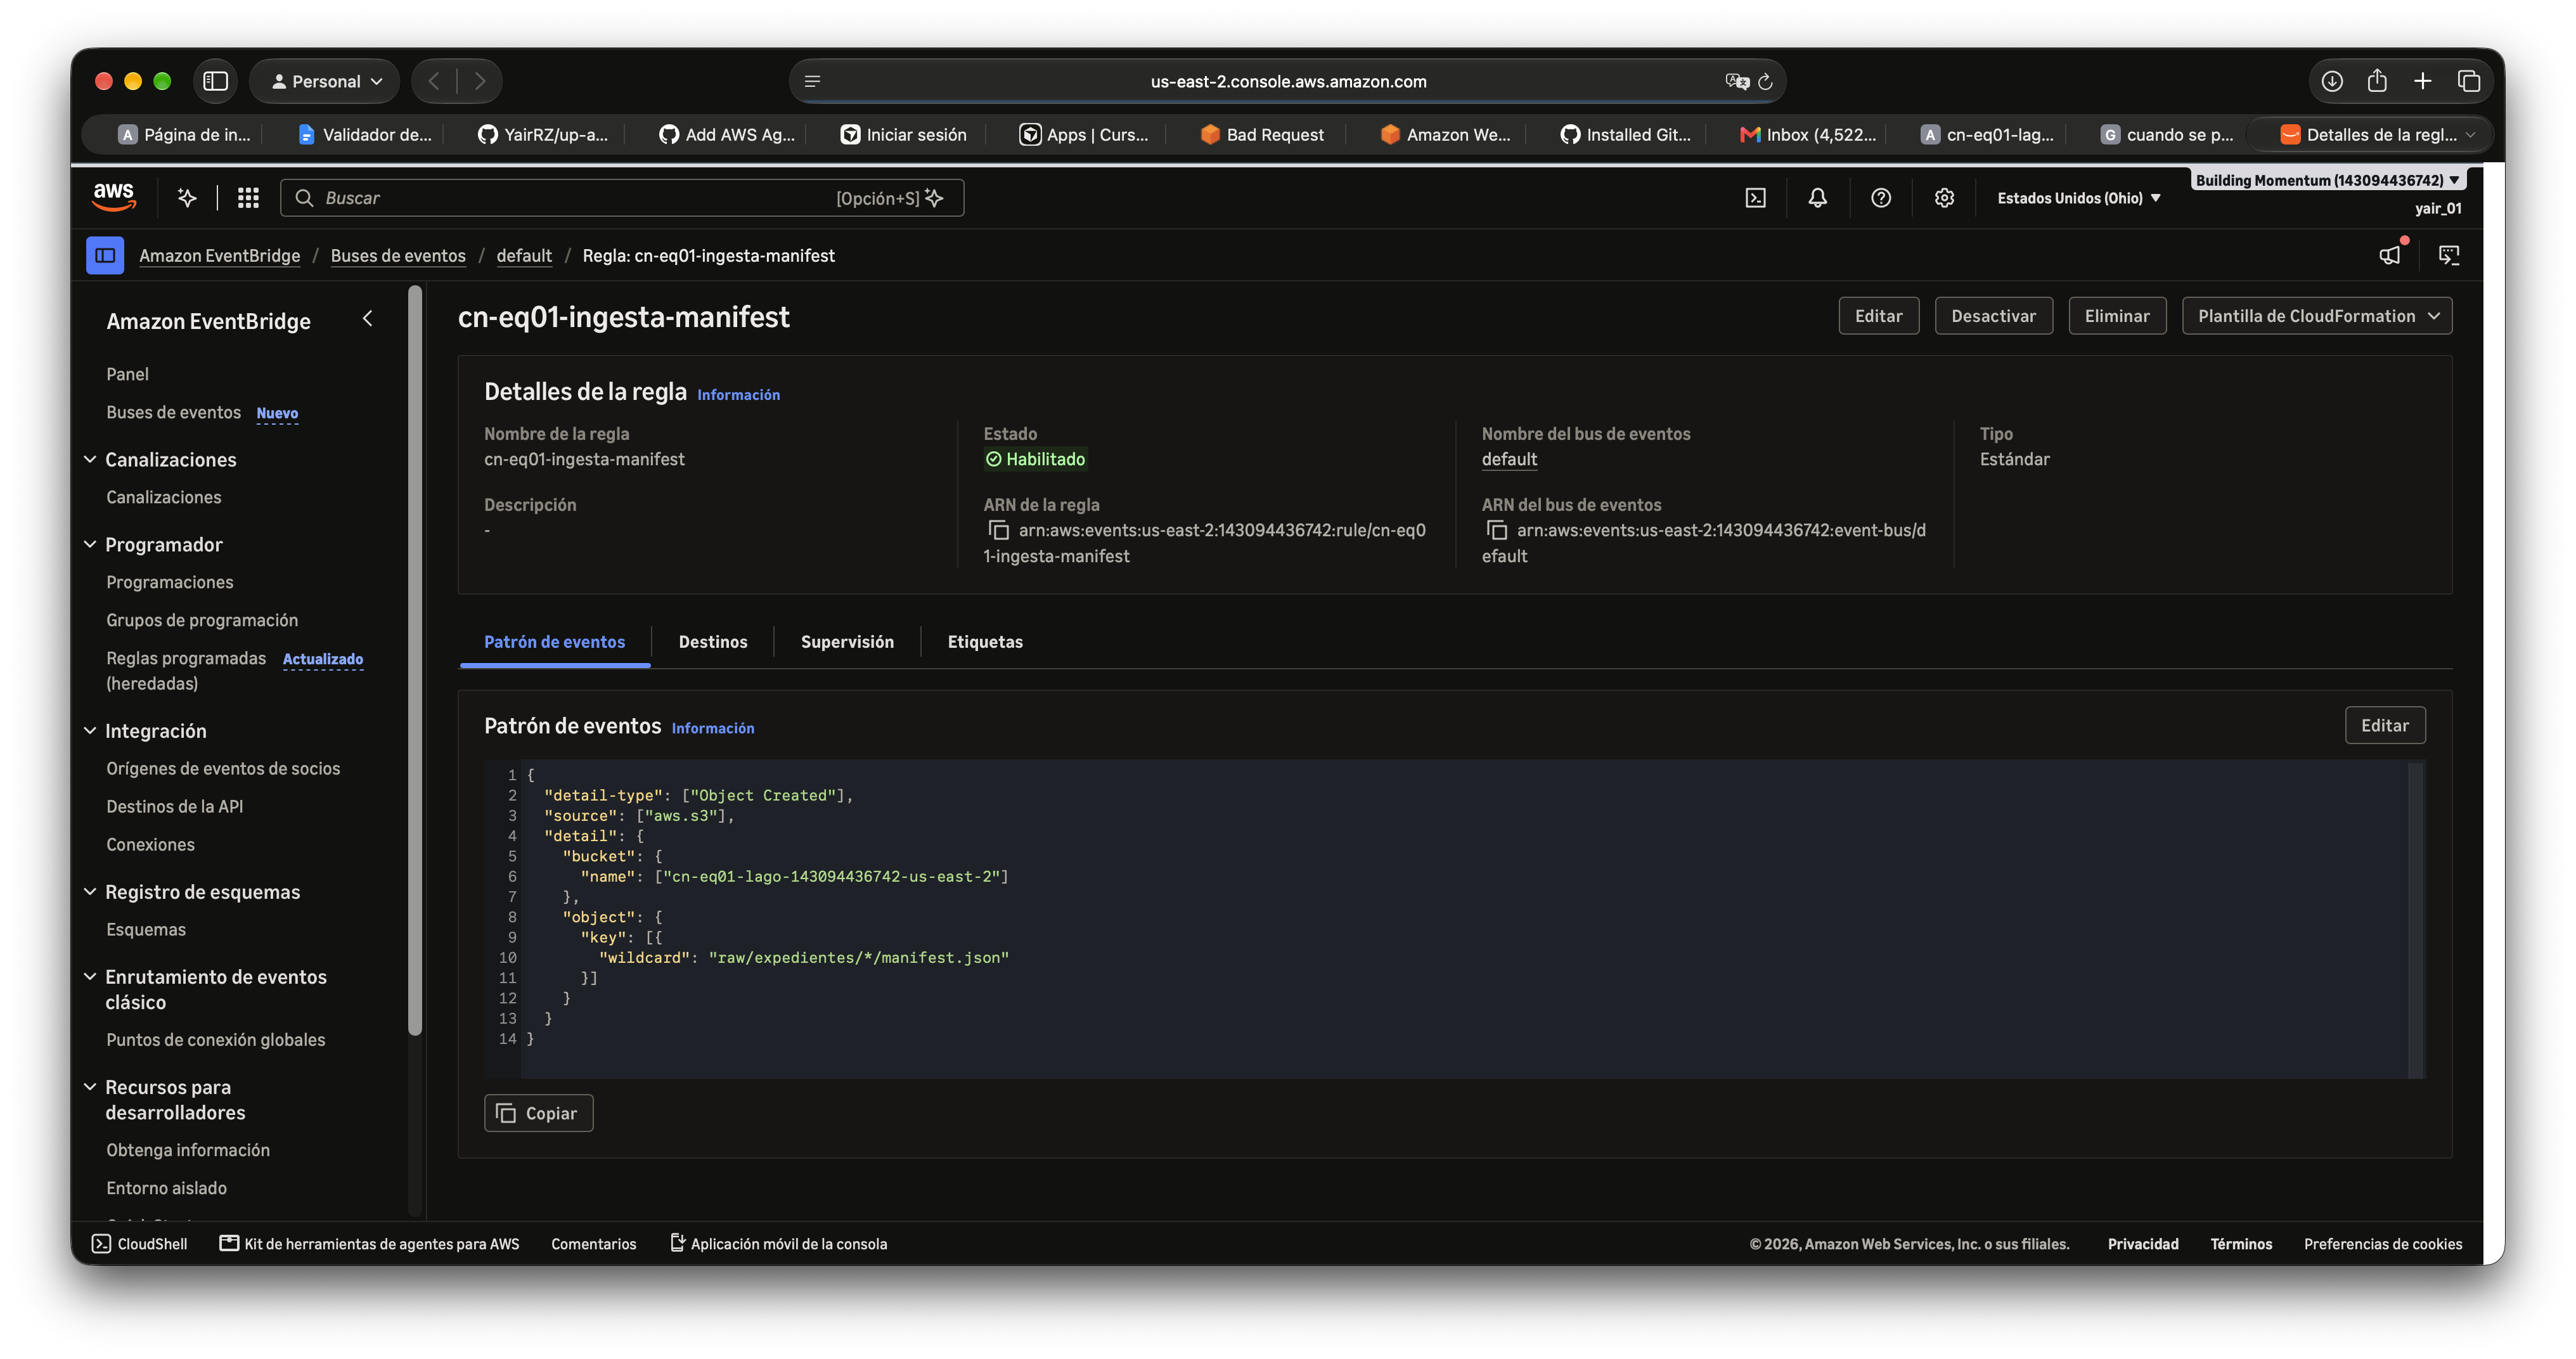 Personal
us-east-2.console.aws.amazon.com
Página de in...
Validador de...
YairRZ/up-a...
Add AWS Ag...
Iniciar sesión
Apps | Curs...
Bad Request
Amazon We...
Installed Git...
Inbox (4,522...
cn-eq01-lag...
cuando se p...
Detalles de la regl...
aws
Buscar
[Opción+S]
Estados Unidos (Ohio)
Building Momentum (143094436742)
yair_01
Amazon EventBridge / Buses de eventos / default / Regla: cn-eq01-ingesta-manifest
Amazon EventBridge
Panel
Buses de eventos Nuevo
Canalizaciones
Canalizaciones
Programador
Programaciones
Grupos de programación
Reglas programadas Actualizado
(heredadas)
Integración
Orígenes de eventos de socios
Destinos de la API
Conexiones
Registro de esquemas
Esquemas
Enrutamiento de eventos
clásico
Puntos de conexión globales
Recursos para
desarrolladores
Obtenga información
Entorno aislado
cn-eq01-ingesta-manifest
Editar
Desactivar
Eliminar
Plantilla de CloudFormation
Detalles de la regla Información
Nombre de la regla
cn-eq01-ingesta-manifest
Descripción
-
Estado
Habilitado
ARN de la regla
arn:aws:events:us-east-2:143094436742:rule/cn-eq0
1-ingesta-manifest
Nombre del bus de eventos
default
ARN del bus de eventos
arn:aws:events:us-east-2:143094436742:event-bus/d
efault
Tipo
Estándar
Patrón de eventos
Destinos
Supervisión
Etiquetas
Patrón de eventos Información
Editar
1 {
2 "detail-type": ["Object Created"],
3 "source": ["aws.s3"],
4 "detail": {
5 "bucket": {
6 "name": ["cn-eq01-lago-143094436742-us-east-2"]
7 },
8 "object": {
9 "key": [{
10 "wildcard": "raw/expedientes/*/manifest.json"
11 }]
12 }
13 }
14 }
Copiar
CloudShell
Kit de herramientas de agentes para AWS
Comentarios
Aplicación móvil de la consola
© 2026, Amazon Web Services, Inc. o sus filiales.
Privacidad
Términos
Preferencias de cookies